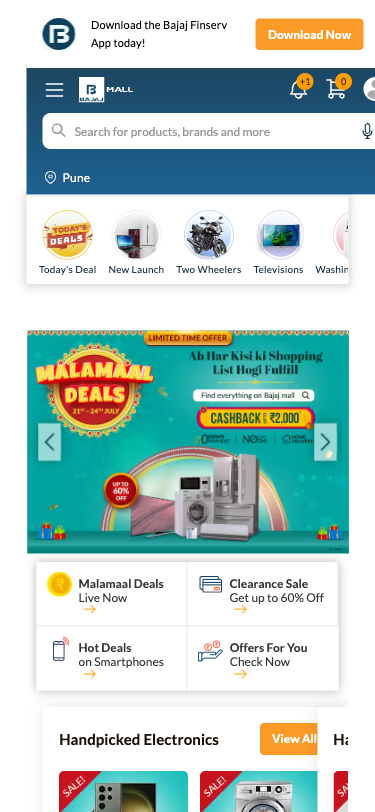 Download the Bajaj Finserv
App today!
Download Now
BAJAJ
MALL
+1
0
Search for products, brands and more
Pune
TODAY'S
DEALS
Today's Deal
New Launch
Two Wheelers
Televisions
Washin
LIMITED TIME OFFER
MALAMAAL
DEALS
21ST - 24TH JULY
Ab Har Kisi ki Shopping
List Hogi Fulfill
Find everything on Bajaj mall
CASHBACK ₹2,000
UP TO
60%
OFF
Malamaal Deals
Live Now
Clearance Sale
Get up to 60% Off
Hot Deals
on Smartphones
Offers For You
Check Now
Handpicked Electronics
View All
Ha
SALE!
SALE!
SALE!